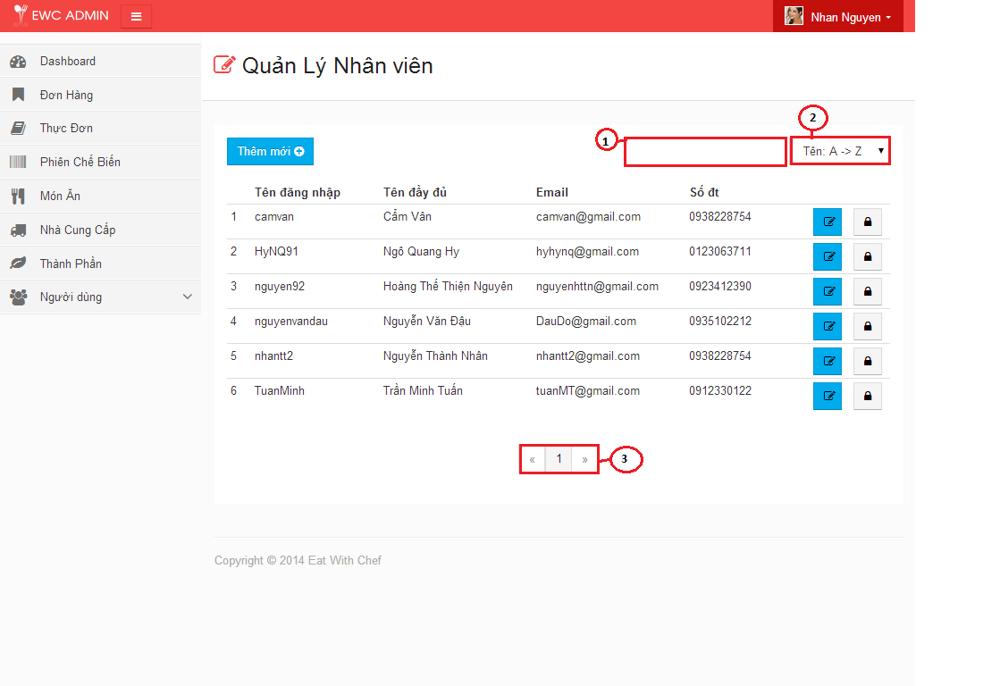 EWC ADMIN
Nhan Nguyen
Dashboard
Đơn Hàng
Thực Đơn
Phiên Chế Biến
Món Ăn
Nhà Cung Cấp
Thành Phần
Người dùng
Quản Lý Nhân viên
Thêm mới
1
2
Tên: A -> Z
Tên đăng nhập Tên đầy đủ Email Số đt
1 camvan Cẩm Vân camvan@gmail.com 0938228754
2 HyNQ91 Ngô Quang Hy hyhynq@gmail.com 0123063711
3 nguyen92 Hoàng Thế Thiện Nguyên nguyenhttn@gmail.com 0923412390
4 nguyenvandau Nguyễn Văn Đậu DauDo@gmail.com 0935102212
5 nhantt2 Nguyễn Thành Nhân nhantt2@gmail.com 0938228754
6 TuanMinh Trần Minh Tuấn tuanMT@gmail.com 0912330122
« 1 »
3
Copyright © 2014 Eat With Chef